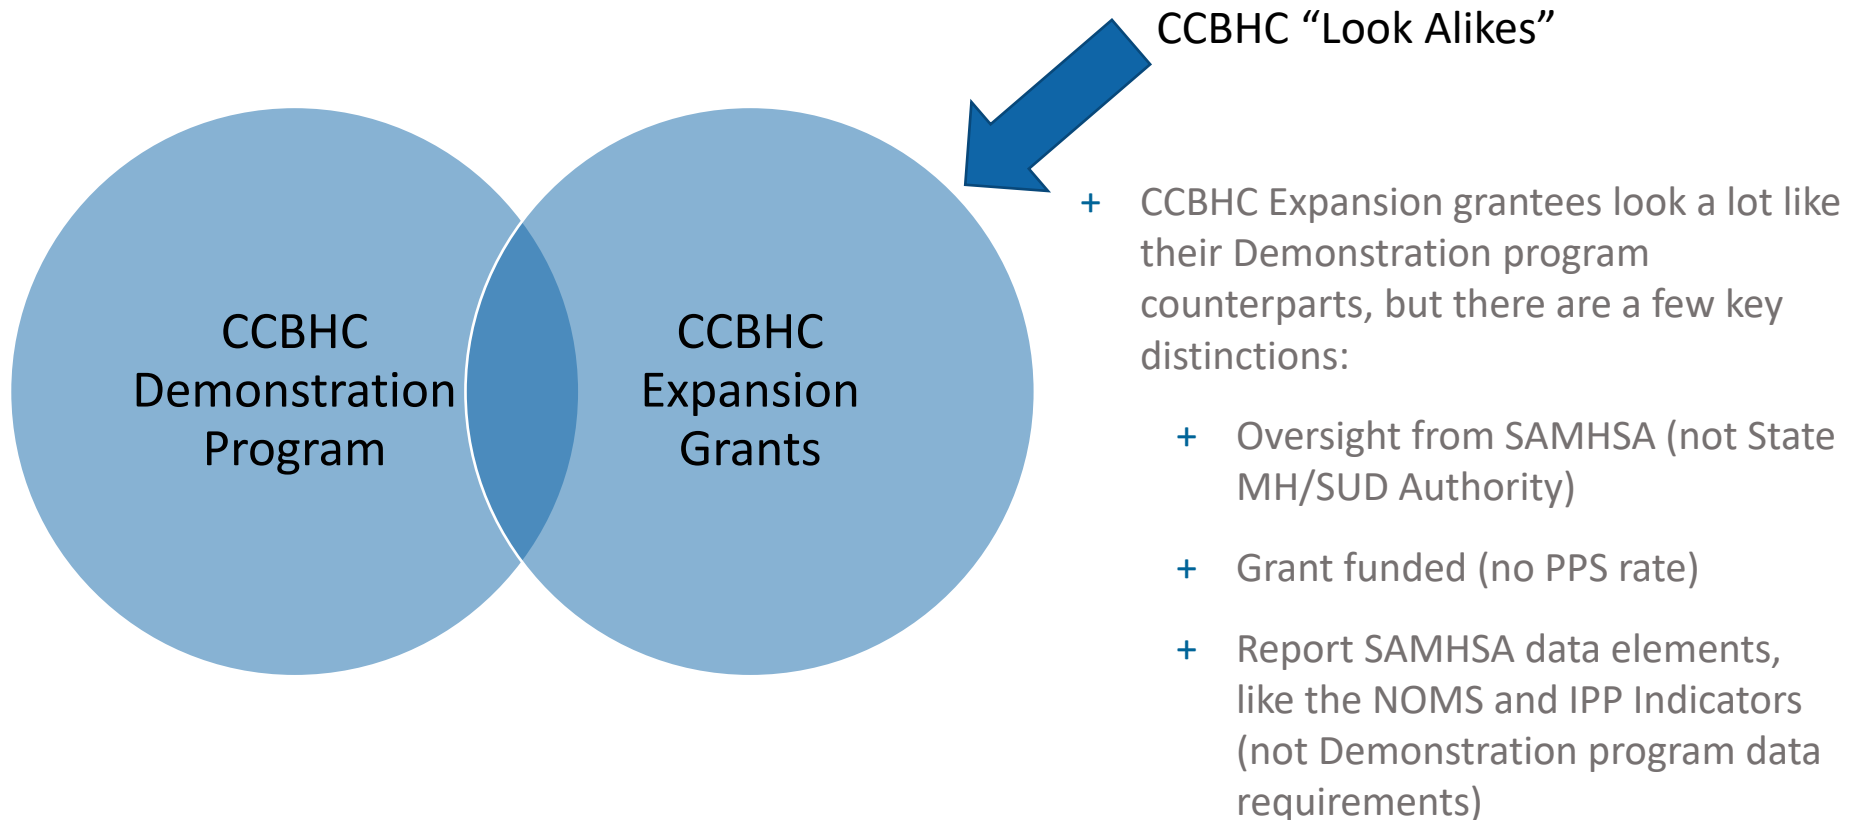 CCBHC “Look Alikes”
CCBHC
Demonstration
Program
CCBHC
Expansion
Grants
+ CCBHC Expansion grantees look a lot like
their Demonstration program
counterparts, but there are a few key
distinctions:
+ Oversight from SAMHSA (not State
MH/SUD Authority)
+ Grant funded (no PPS rate)
+ Report SAMHSA data elements,
like the NOMS and IPP Indicators
(not Demonstration program data
requirements)